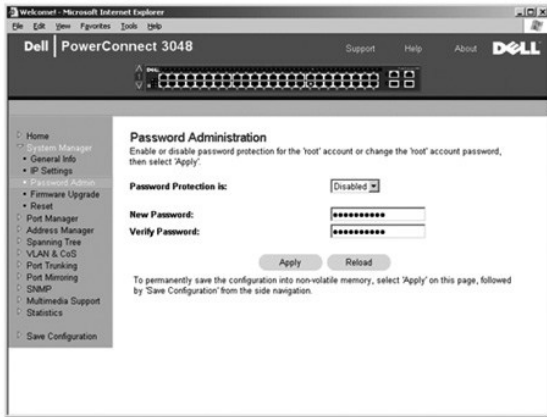 Welcome! - Microsoft Internet Explorer
File Edit View Favorites Tools Help
Dell | PowerConnect 3048
Support Help About DELL
DELL
Home
System Manager
General Info
IP Settings
Password Admin
Firmware Upgrade
Reset
Port Manager
Address Manager
Spanning Tree
VLAN & CoS
Port Trunking
Port Mirroring
SNMP
Multimedia Support
Statistics
Save Configuration
Password Administration
Enable or disable password protection for the 'root' account or change the 'root' account password,
then select 'Apply'.
Password Protection is: Disabled
New Password: ••••••••••
Verify Password: ••••••••••
Apply Reload
To permanently save the configuration into non-volatile memory, select 'Apply' on this page, followed
by 'Save Configuration' from the side navigation.